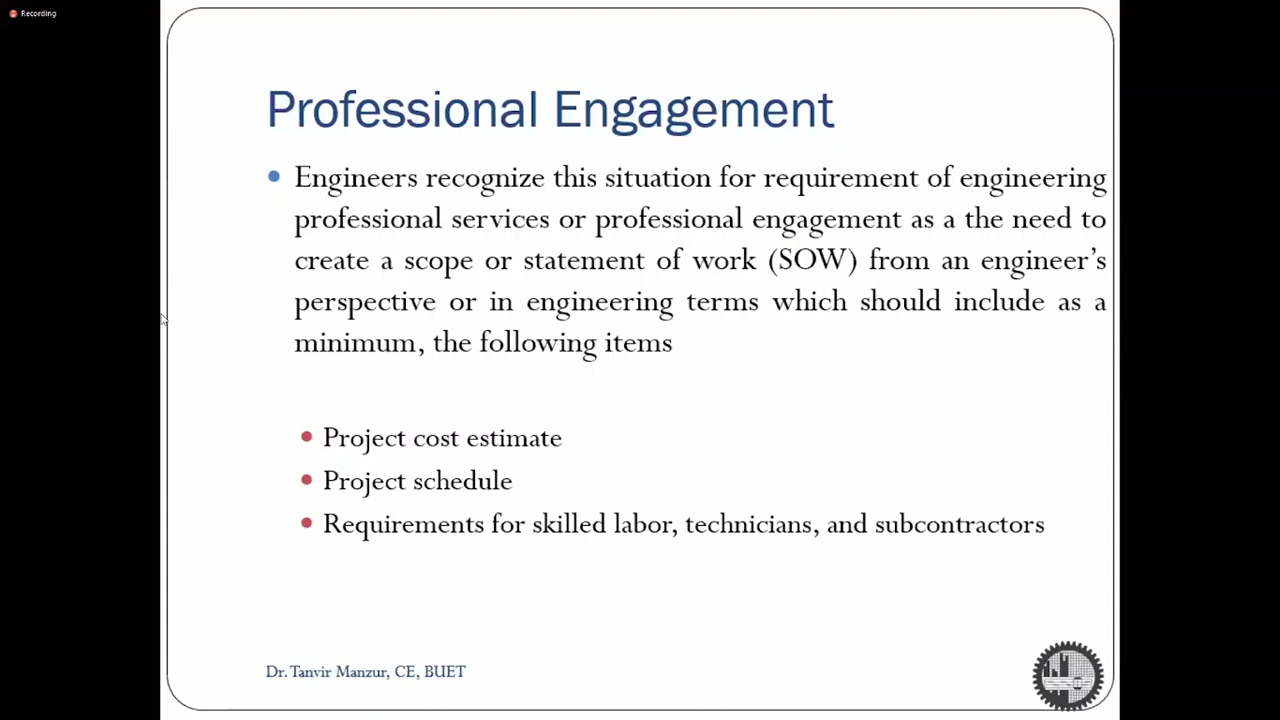 Recording
Professional Engagement
Engineers recognize this situation for requirement of engineering
professional services or professional engagement as a the need to
create a scope or statement of work (SOW) from an engineer's
perspective or in engineering terms which should include as a
minimum, the following items
Project cost estimate
Project schedule
Requirements for skilled labor, technicians, and subcontractors
Dr. Tanvir Manzur, CE, BUET